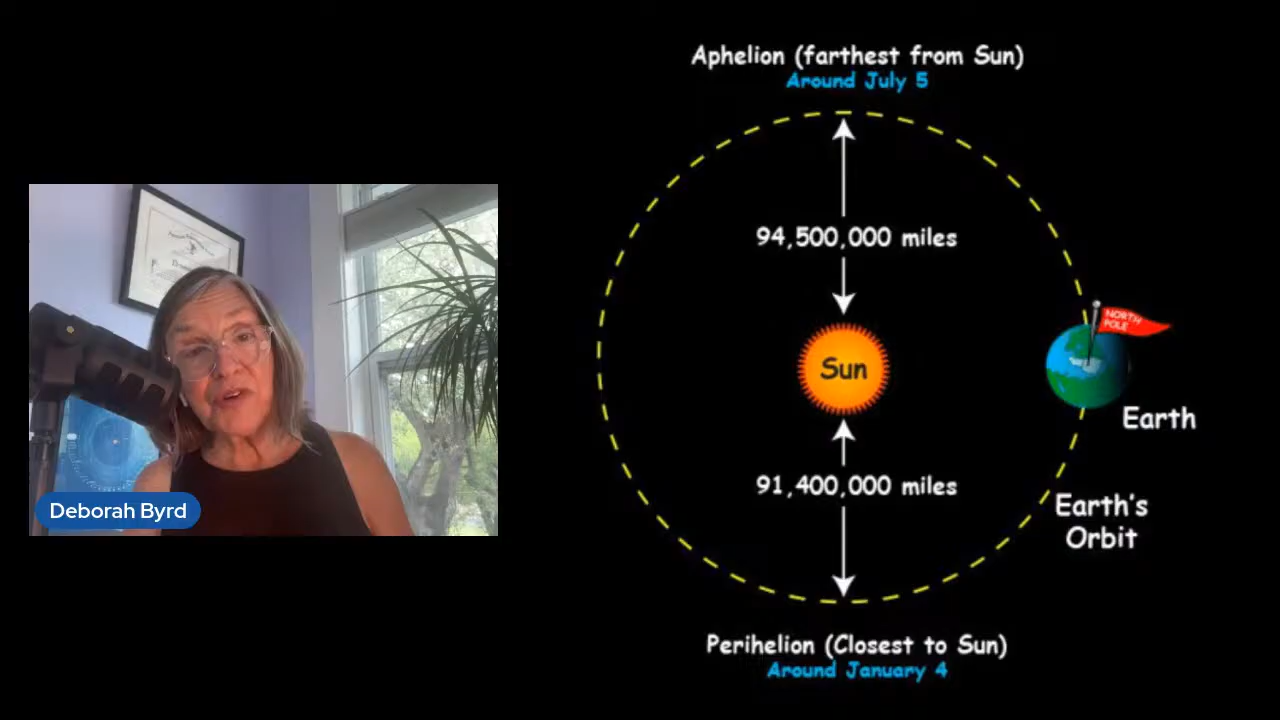 Aphelion (farthest from Sun)
Around July 5
94,500,000 miles
NORTH
POLE
Sun
Earth
91,400,000 miles
Earth's
Orbit
Deborah Byrd
Perihelion (Closest to Sun)
Around January 4